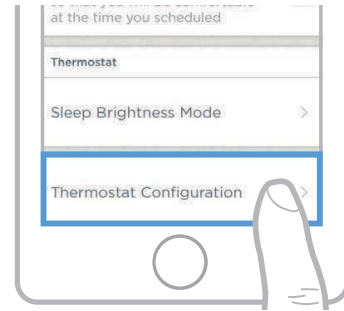 at the time you scheduled
Thermostat
Sleep Brightness Mode
Thermostat Configuration